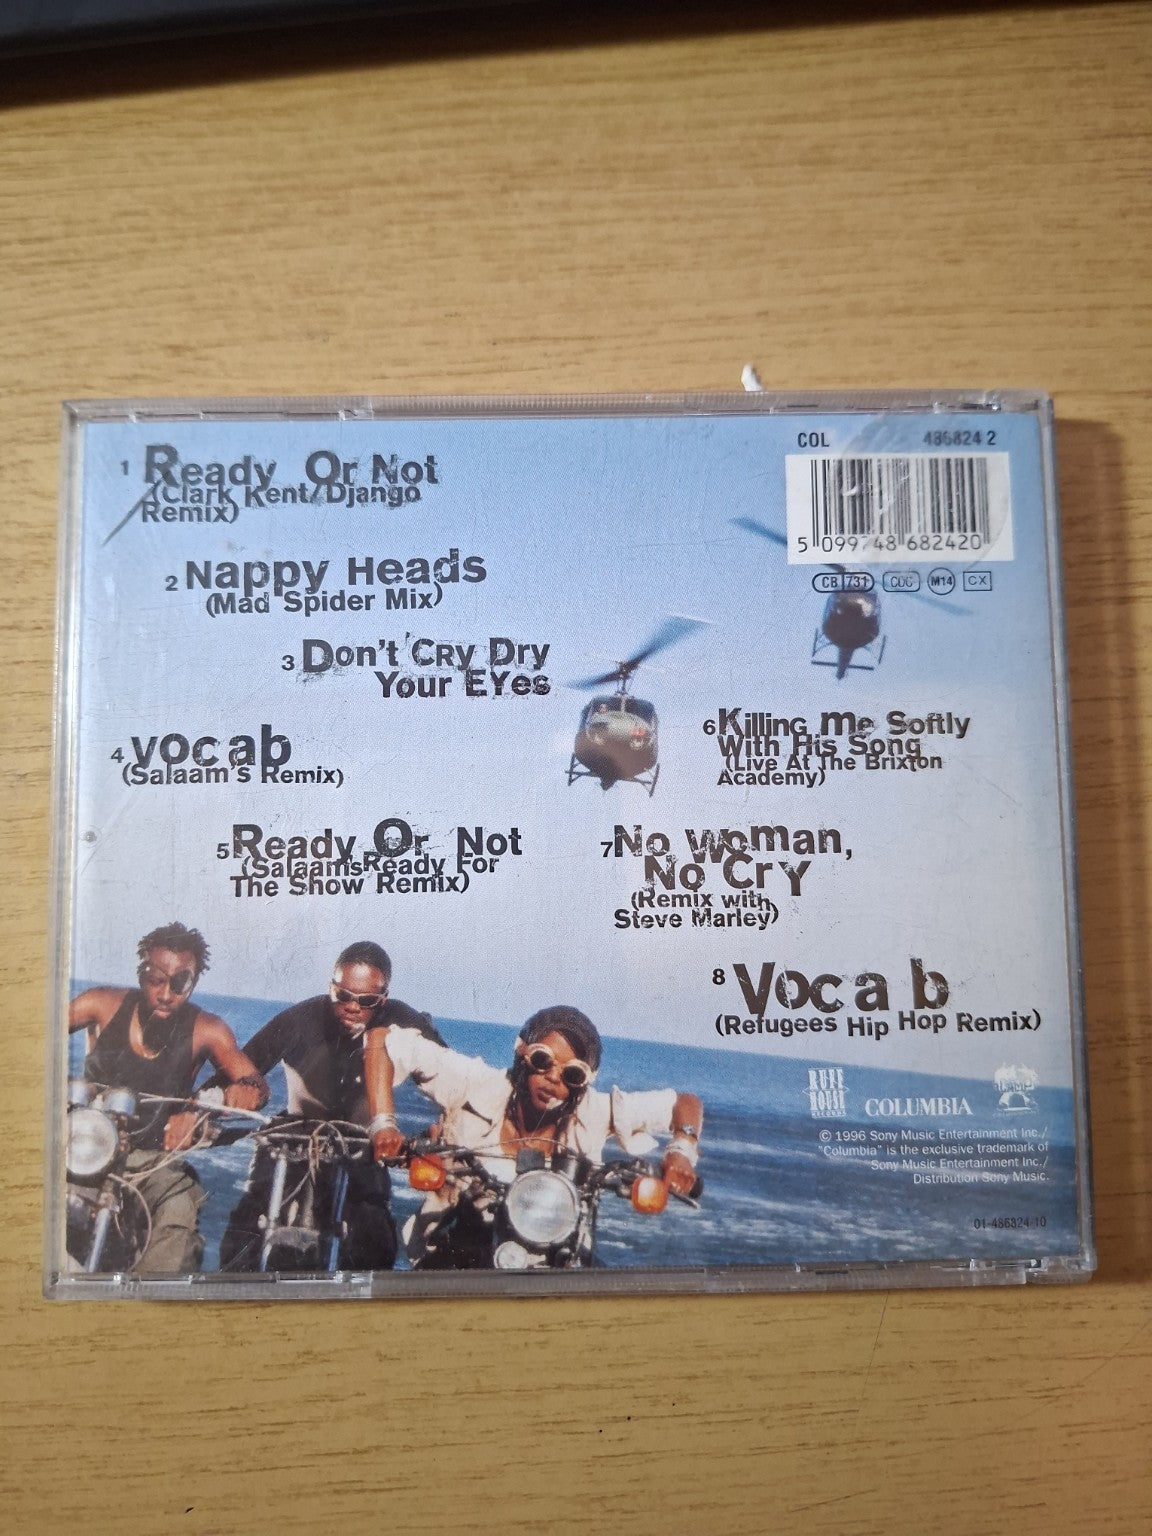 1 Ready Or Not
(Clark Kent/Django
Remix)
2 Nappy Heads
(Mad Spider Mix)
3 Don't Cry Dry
Your Eyes
4 vocab
(Salaam's Remix)
5 Ready Or Not
(Salaam's Ready For
The Show Remix)
COL 486824 2
5 099748 682420
CB 731 CDC M14 CX
6 Killing me Softly
With His Song
(Live At The Brixton
Academy)
7 No woman,
No Cry
(Remix with
Steve Marley)
8 Vocab
(Refugees Hip Hop Remix)
RUFF
HOUSE
RECORDS
COLUMBIA
© 1996 Sony Music Entertainment Inc./
"Columbia" is the exclusive trademark of
Sony Music Entertainment Inc./
Distribution Sony Music.
01-486824-10